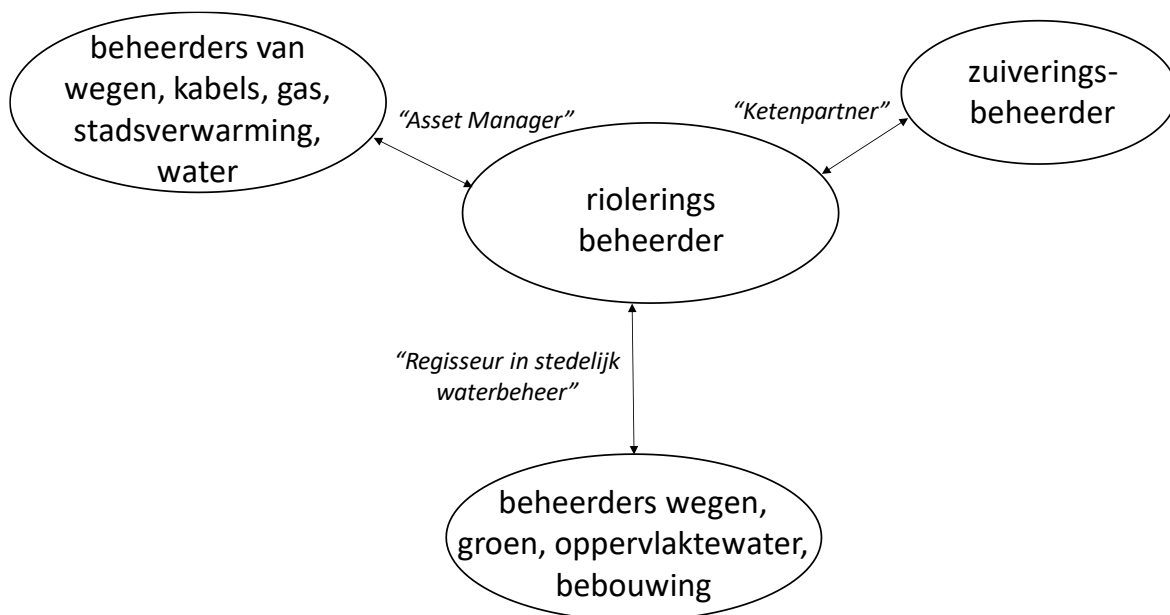 beheerders van
wegen, kabels, gas,
stadsverwarming,
water
“Asset Manager”
“Ketenpartner”
zuiverings-
beheerder
riolerings
beheerder
“Regisseur in stedelijk
waterbeheer”
beheerders wegen,
groen, oppervlaktewater,
bebouwing